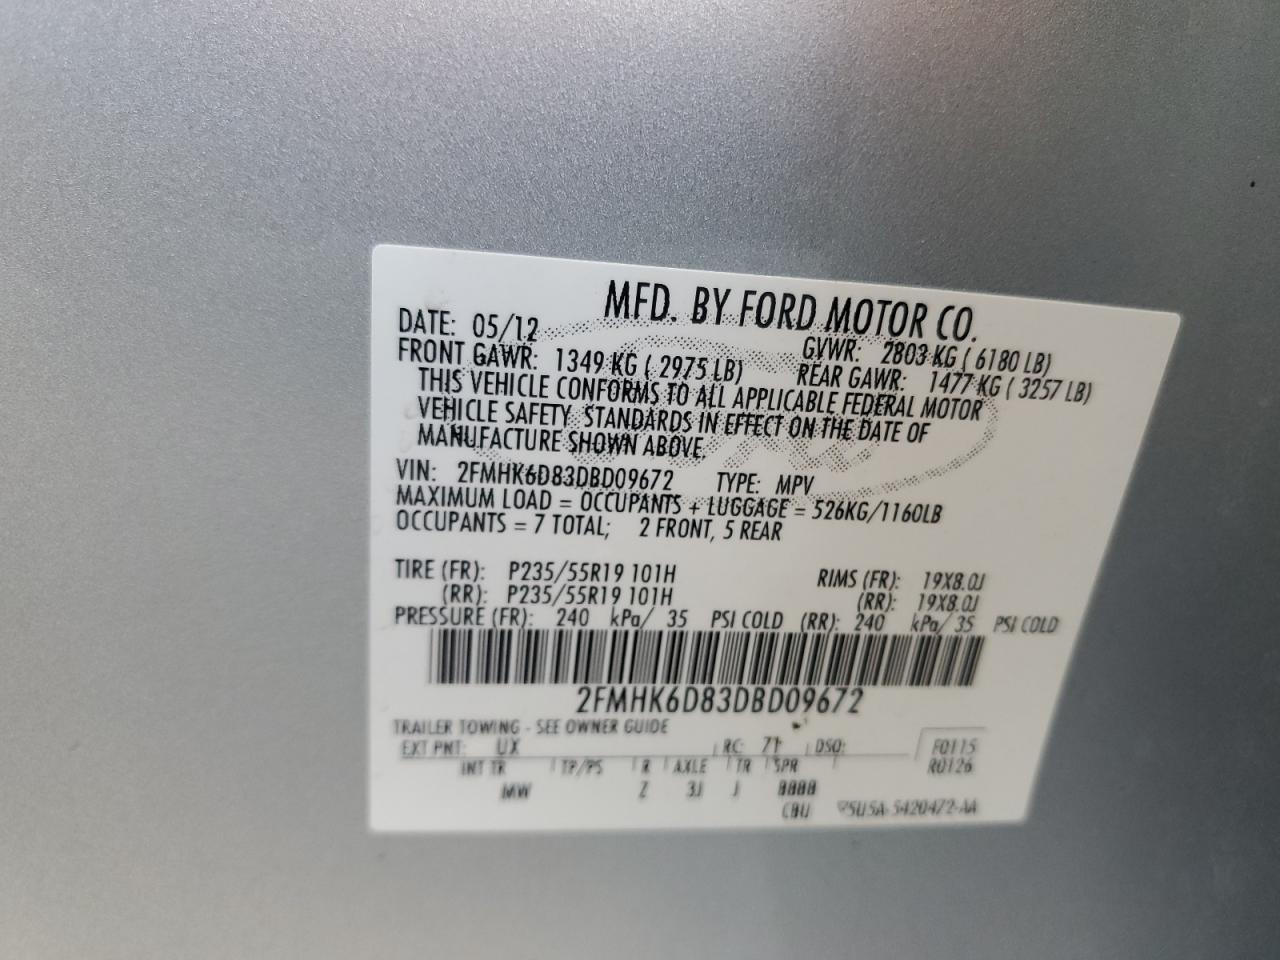 MFD. BY FORD MOTOR CO.
DATE: 05/12 GVWR: 2803 KG ( 6180 LB)
FRONT GAWR: 1349 KG ( 2975 LB) REAR GAWR: 1477 KG ( 3257 LB)
THIS VEHICLE CONFORMS TO ALL APPLICABLE FEDERAL MOTOR
VEHICLE SAFETY STANDARDS IN EFFECT ON THE DATE OF
MANUFACTURE SHOWN ABOVE.
VIN: 2FMHK6D83DBD09672 TYPE: MPV
MAXIMUM LOAD = OCCUPANTS + LUGGAGE = 526KG/1160LB
OCCUPANTS = 7 TOTAL; 2 FRONT, 5 REAR
TIRE (FR): P235/55R19 101H RIMS (FR): 19X8.0J
(RR): P235/55R19 101H (RR): 19X8.0J
PRESSURE (FR): 240 kPa/ 35 PSI COLD (RR): 240 kPa/ 35 PSI COLD
2FMHK6D83DBD09672
TRAILER TOWING - SEE OWNER GUIDE
EXT PNT: UX RC: 71 DSO: F0115
INT TR TP/PS R AXLE TR SPR R0126
MW Z 3J J 8888
CBU 5U5A-5420472-AA